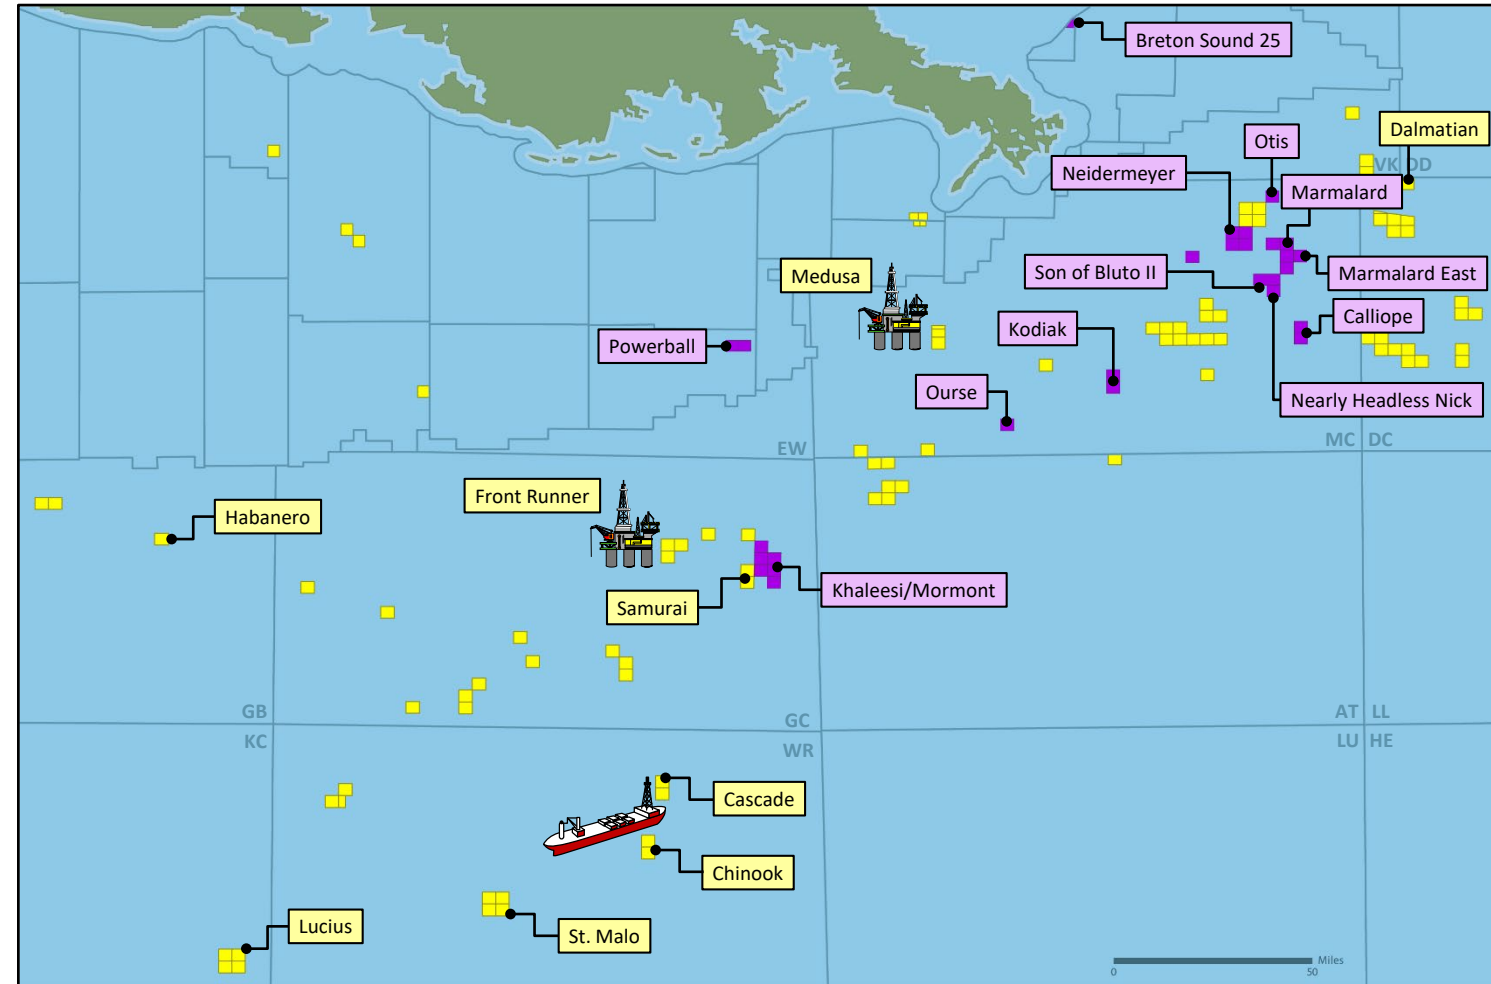 Breton Sound 25
Dalmatian
Otis
VK DD
Neidermeyer
Marmalard
Medusa
Son of Bluto II
Marmalard East
Calliope
Kodiak
Powerball
Ourse
Nearly Headless Nick
EW
MC DC
Front Runner
Habanero
Khaleesi/Mormont
Samurai
GB
GC
AT LL
KC
WR
LU HE
Cascade
Chinook
Lucius
St. Malo
Miles
0 50